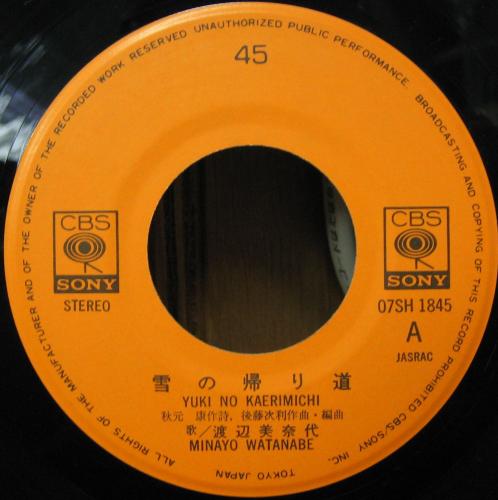 ALL RIGHTS OF THE MANUFACTURER AND OF THE OWNER OF THE RECORDED WORK RESERVED UNAUTHORIZED PUBLIC PERFORMANCE. BROADCASTING AND COPYING OF THIS RECORD PROHIBITED CBS/SONY INC.
TOKYO JAPAN
45
CBS
SONY
STEREO
CBS
SONY
07SH 1845
A
JASRAC
雪の帰り道
YUKI NO KAERIMICHI
秋元 康作詩、後藤次利作曲・編曲
歌/渡辺美奈代
MINAYO WATANABE